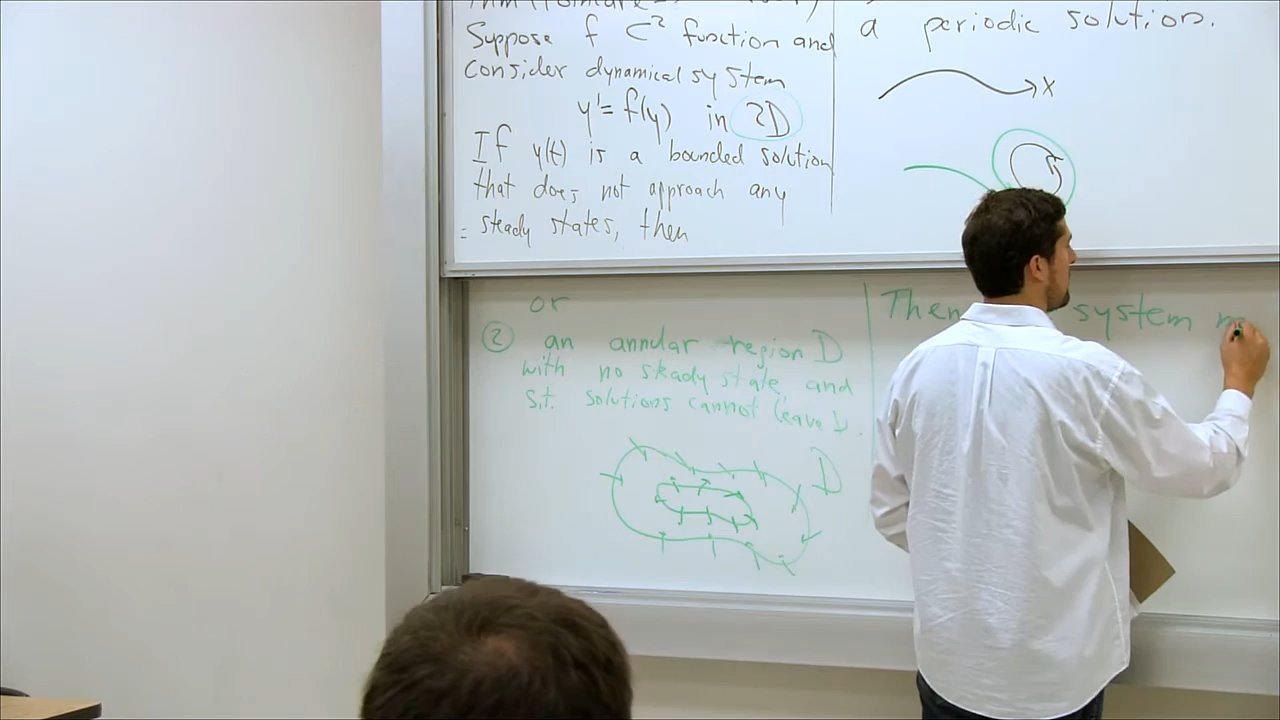 Suppose f C² function and
consider dynamical system
y' = f(y) in 2D
If y(t) is a bounded solution
that does not approach any
steady states, then
a periodic solution.
x
or
② an annular region D
with no steady state and
s.t. solutions cannot leave D.
D
Then system